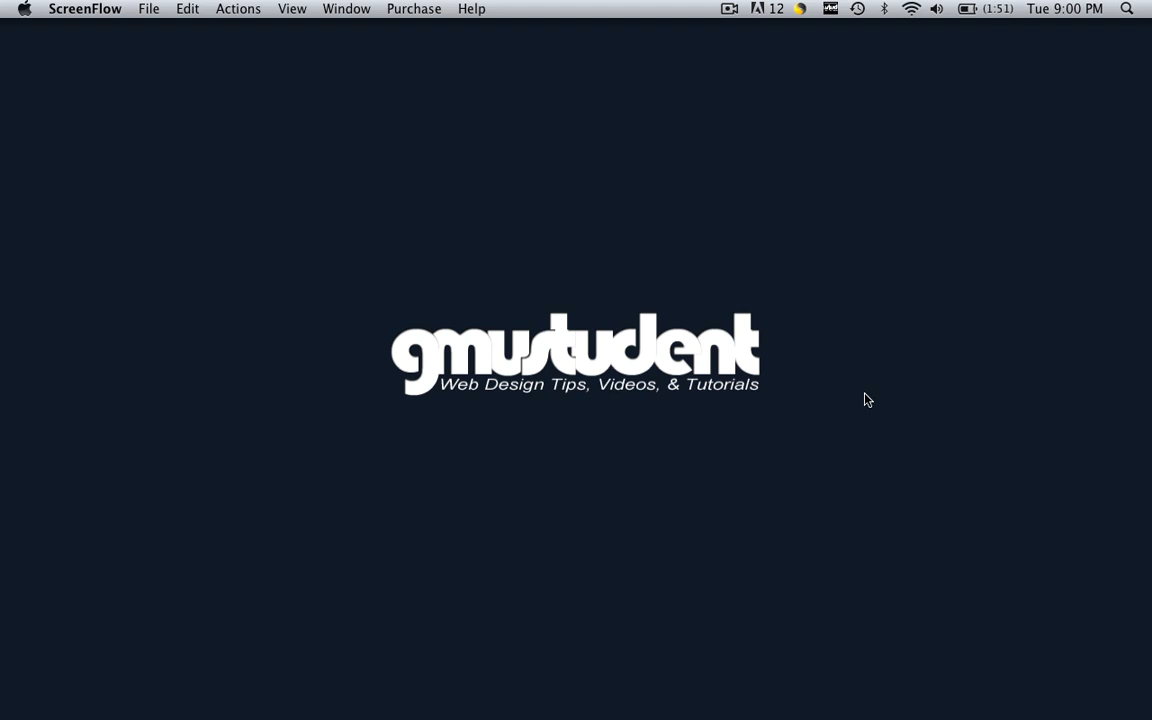 ScreenFlow File Edit Actions View Window Purchase Help 12 (1:51) Tue 9:00 PM
gmustudent
Web Design Tips, Videos, & Tutorials